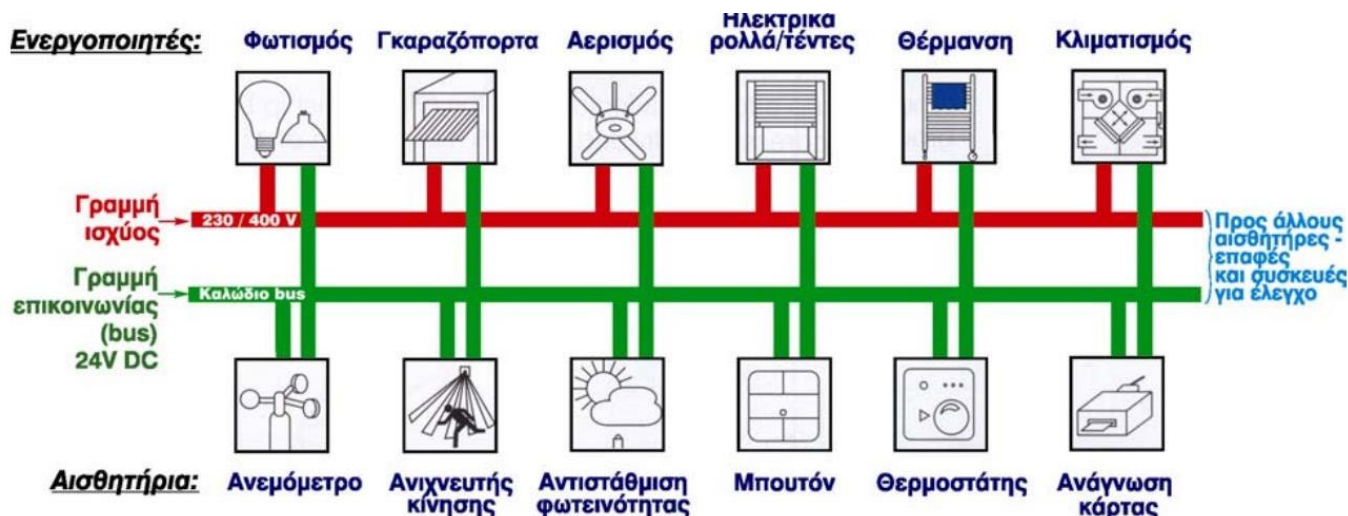 Ενεργοποιητές:
Φωτισμός
Γκαραζόπορτα
Αερισμός
Ηλεκτρικά
ρολλά/τέντες
Θέρμανση
Κλιματισμός
Γραμμή
ισχύος
230 / 400 V
Προς άλλους
αισθητήρες -
επαφές
και συσκευές
για έλεγχο
Γραμμή
επικοινωνίας
(bus)
24V DC
Καλώδιο bus
Αισθητήρια:
Ανεμόμετρο
Ανιχνευτής
κίνησης
Αντιστάθμιση
φωτεινότητας
Μπουτόν
Θερμοστάτης
Ανάγνωση
κάρτας